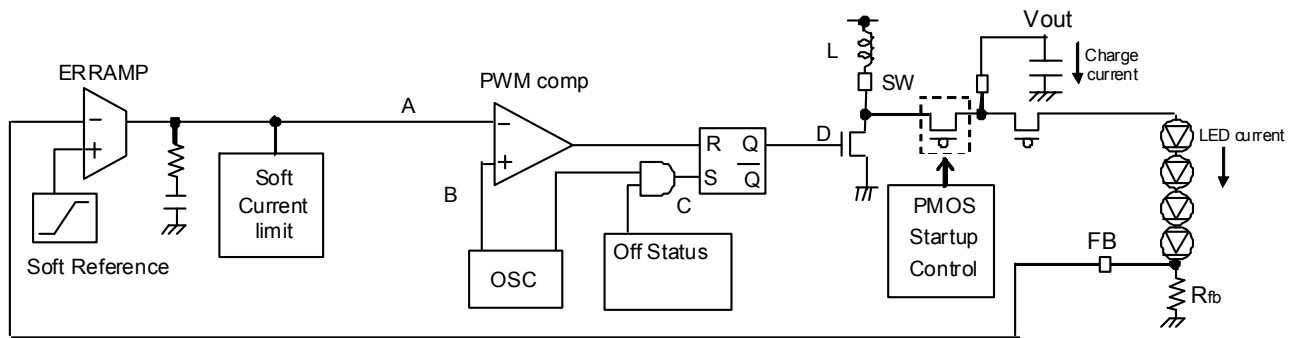 ERRAMP
Soft Reference
A
Soft
Current
limit
PWM comp
B
OSC
Off Status
C
R Q
S Q
D
L
SW
PMOS
Startup
Control
Vout
Charge
current
LED current
FB
Rfb